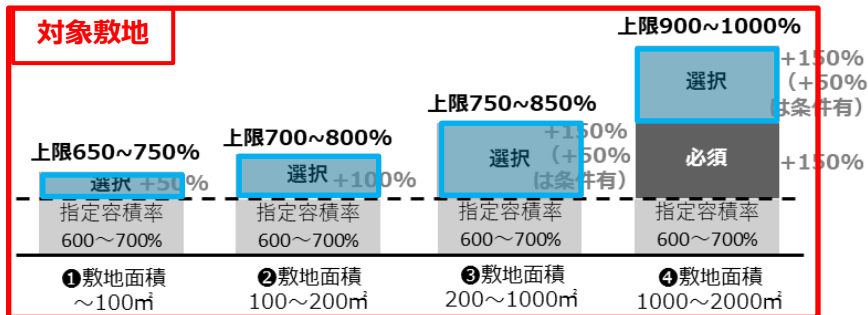 対象敷地
上限650~750%
選択 +50%
指定容積率
600～700%
❶敷地面積
～100㎡
上限700~800%
選択 +100%
指定容積率
600～700%
❷敷地面積
100～200㎡
上限750~850%
選択
+150%
（+50%
は条件有）
指定容積率
600～700%
❸敷地面積
200～1000㎡
上限900~1000%
選択
+150%
（+50%
は条件有）
必須
+150%
指定容積率
600～700%
❹敷地面積
1000～2000㎡